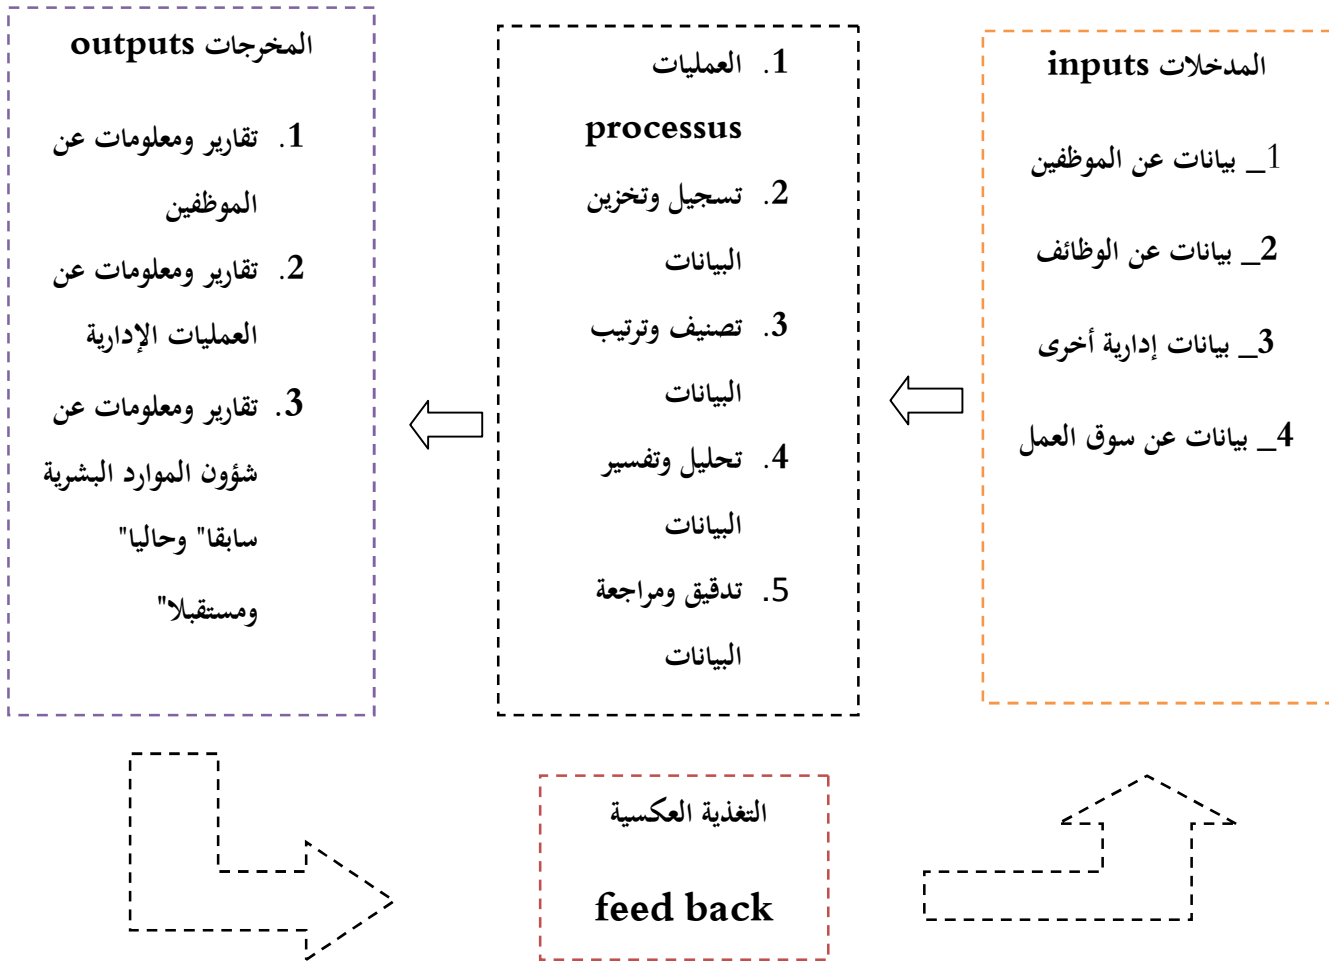 المدخلات inputs
1_ بيانات عن الموظفين
2_ بيانات عن الوظائف
3_ بيانات إدارية أخرى
4_ بيانات عن سوق العمل
1. العمليات
processus
2. تسجيل وتخزين
البيانات
3. تصنيف وترتيب
البيانات
4. تحليل وتفسير
البيانات
5. تدقيق ومراجعة
البيانات
المخرجات outputs
1. تقارير ومعلومات عن
الموظفين
2. تقارير ومعلومات عن
العمليات الإدارية
3. تقارير ومعلومات عن
شؤون الموارد البشرية
سابقا" وحاليا"
ومستقبلا"
التغذية العكسية
feed back